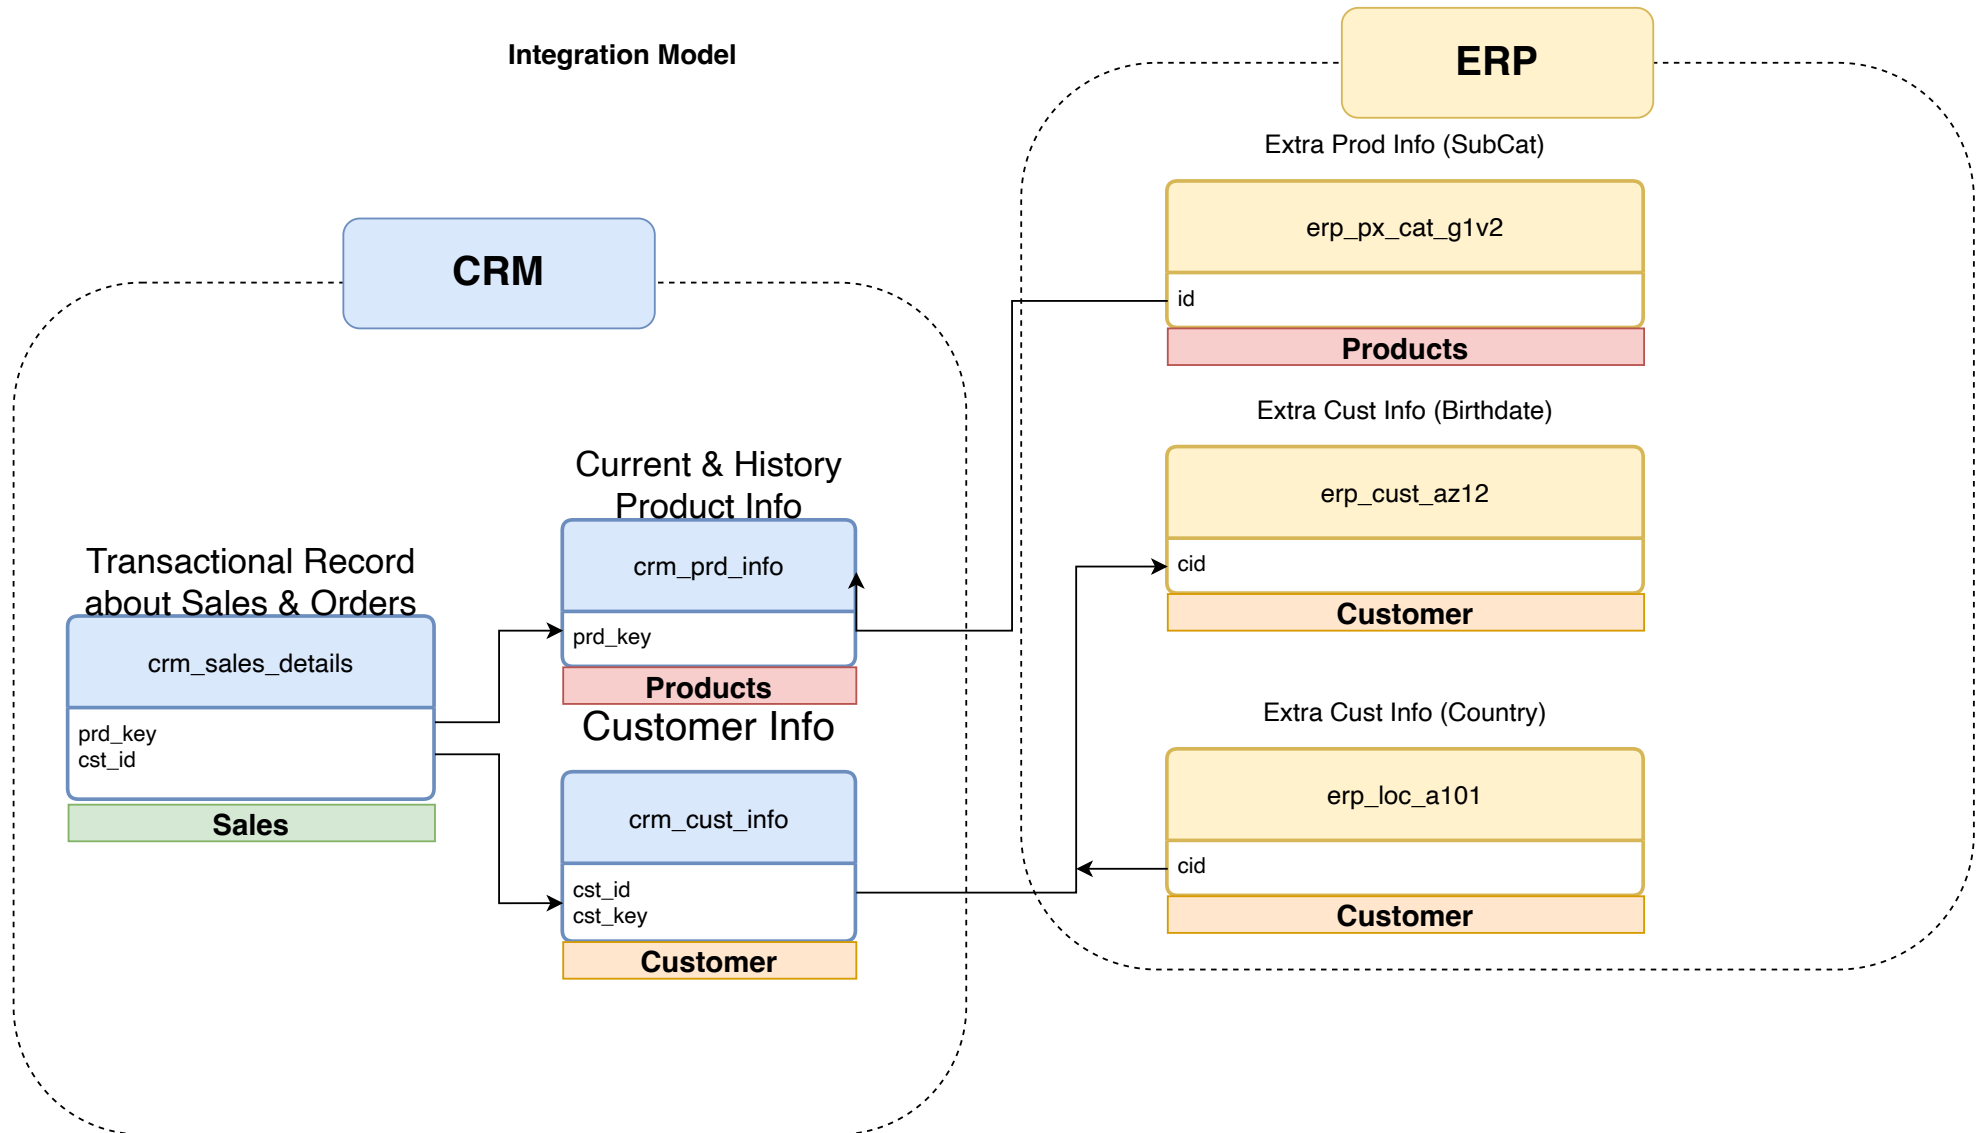 Integration Model
ERP
Extra Prod Info (SubCat)
erp_px_cat_g1v2
id
Products
Extra Cust Info (Birthdate)
erp_cust_az12
cid
Customer
Extra Cust Info (Country)
erp_loc_a101
cid
Customer
CRM
Current & History
Product Info
crm_prd_info
prd_key
Products
Transactional Record
about Sales & Orders
crm_sales_details
prd_key
cst_id
Sales
Customer Info
crm_cust_info
cst_id
cst_key
Customer